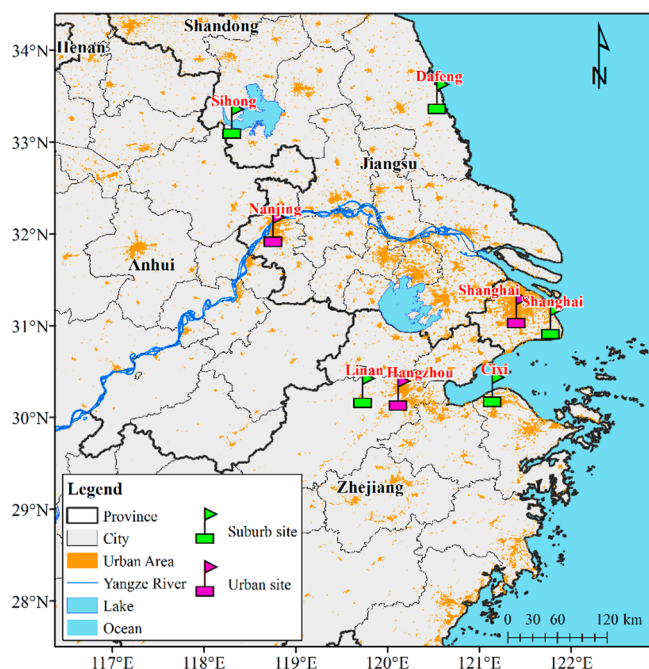 Shandong
34°N
Henan
N
Dafeng
Sihong
33°N
Jiangsu
Nanjing
32°N
Anhui
Shanghai
Shanghai
31°N
Linan
Hangzhou
Cixi
30°N
Zhejiang
29°N
28°N
Legend
Province
City
Urban Area
Yangze River
Lake
Ocean
Suburb site
Urban site
0 30 60 120 km
117°E 118°E 119°E 120°E 121°E 122°E